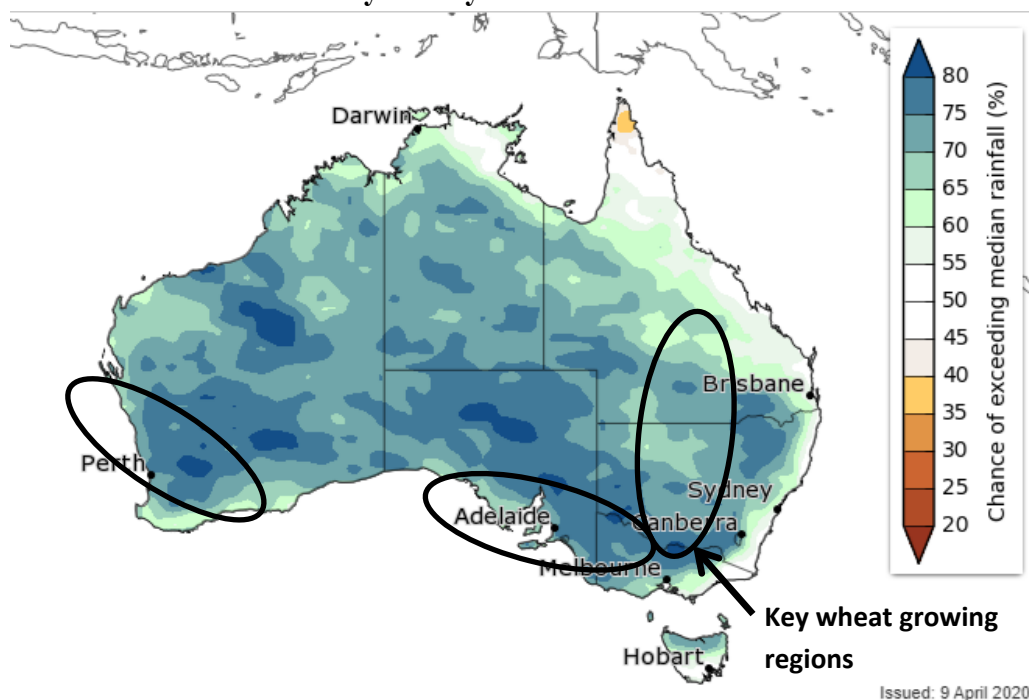 Darwin
Brisbane
Perth
Sydney
Adelaide
Canberra
Melbourne
Hobart
Key wheat growing
regions
80
75
70
65
60
55
50
45
40
35
30
25
20
Chance of exceeding median rainfall (%)
Issued: 9 April 2020